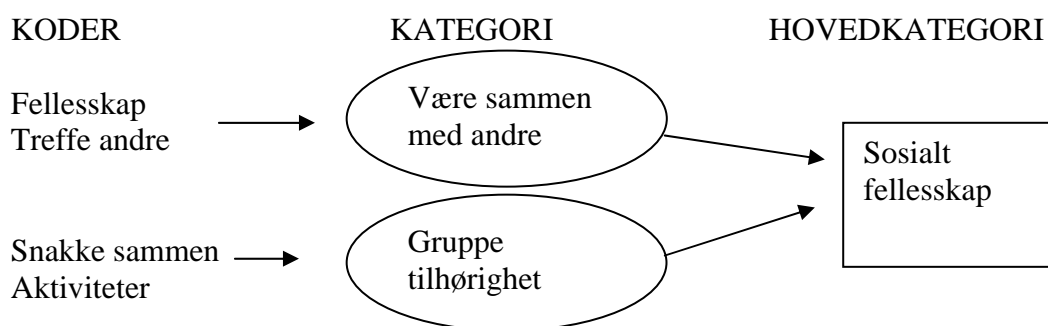 KODER KATEGORI HOVEDKATEGORI
Fellesskap
Treffe andre
Være sammen
med andre
Sosialt
fellesskap
Snakke sammen
Aktiviteter
Gruppe
tilhørighet